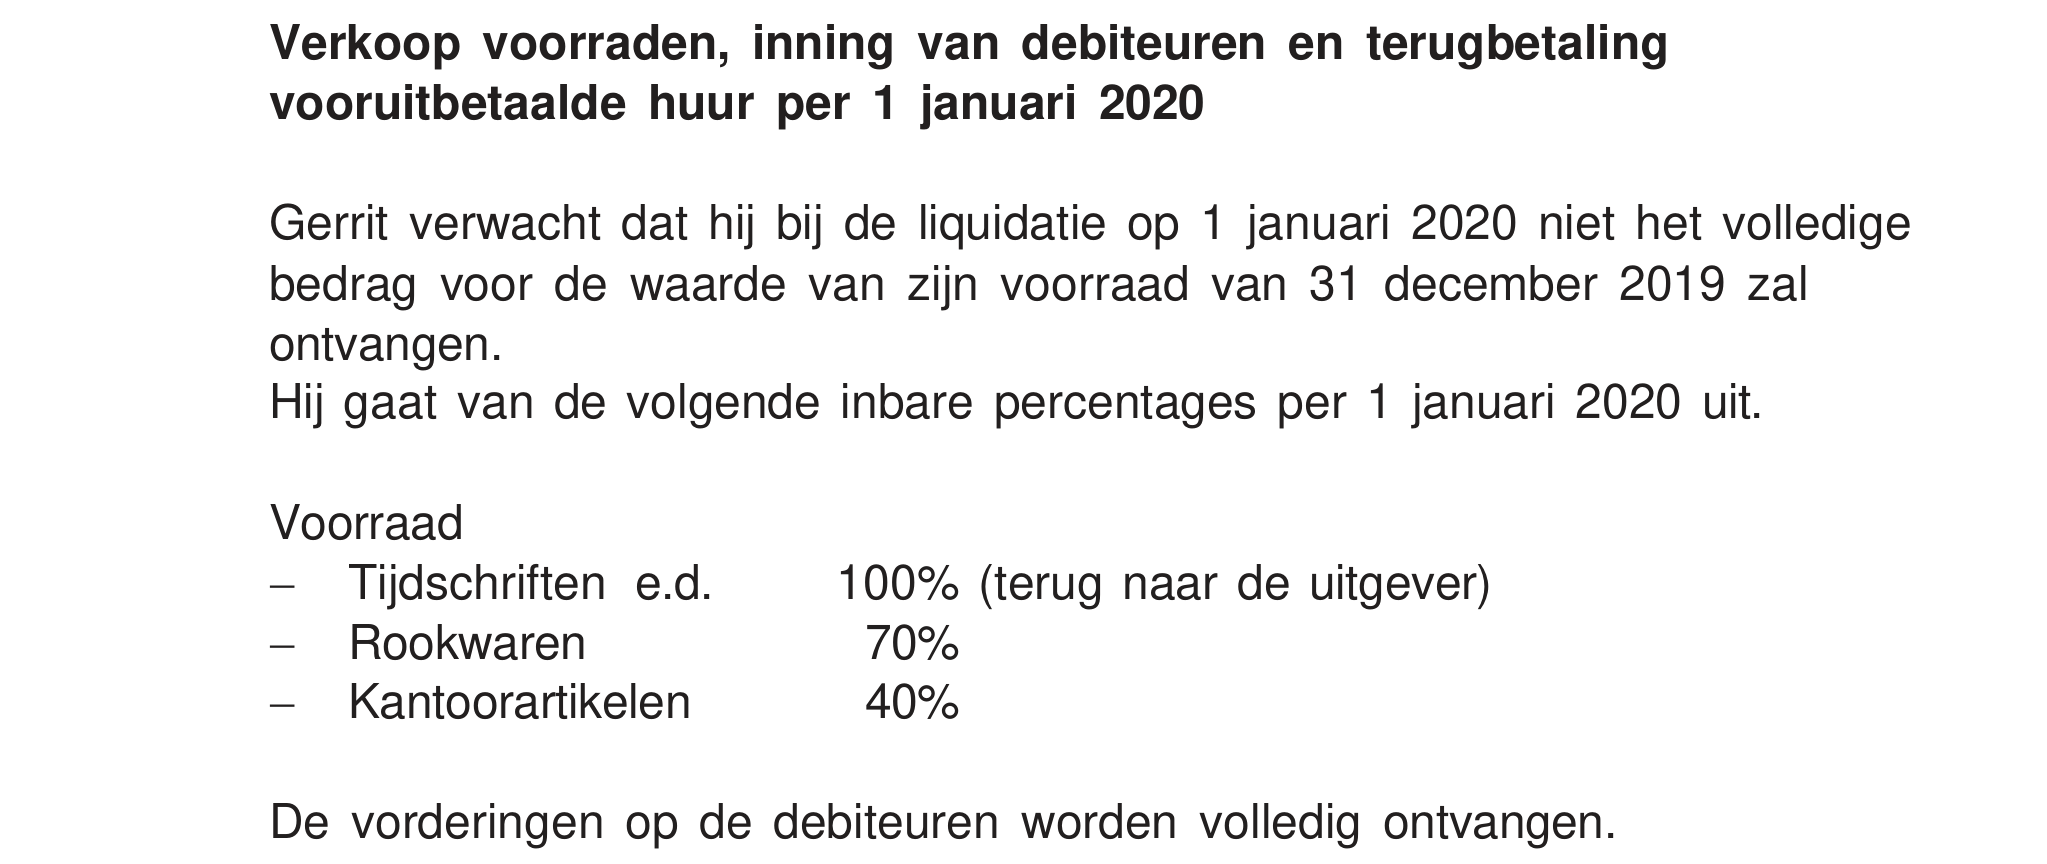 Verkoop voorraden, inning van debiteuren en terugbetaling
vooruitbetaalde huur per 1 januari 2020
Gerrit verwacht dat hij bij de liquidatie op 1 januari 2020 niet het volledige
bedrag voor de waarde van zijn voorraad van 31 december 2019 zal
ontvangen.
Hij gaat van de volgende inbare percentages per 1 januari 2020 uit.
Voorraad
– Tijdschriften e.d. 100% (terug naar de uitgever)
– Rookwaren 70%
– Kantoorartikelen 40%
De vorderingen op de debiteuren worden volledig ontvangen.